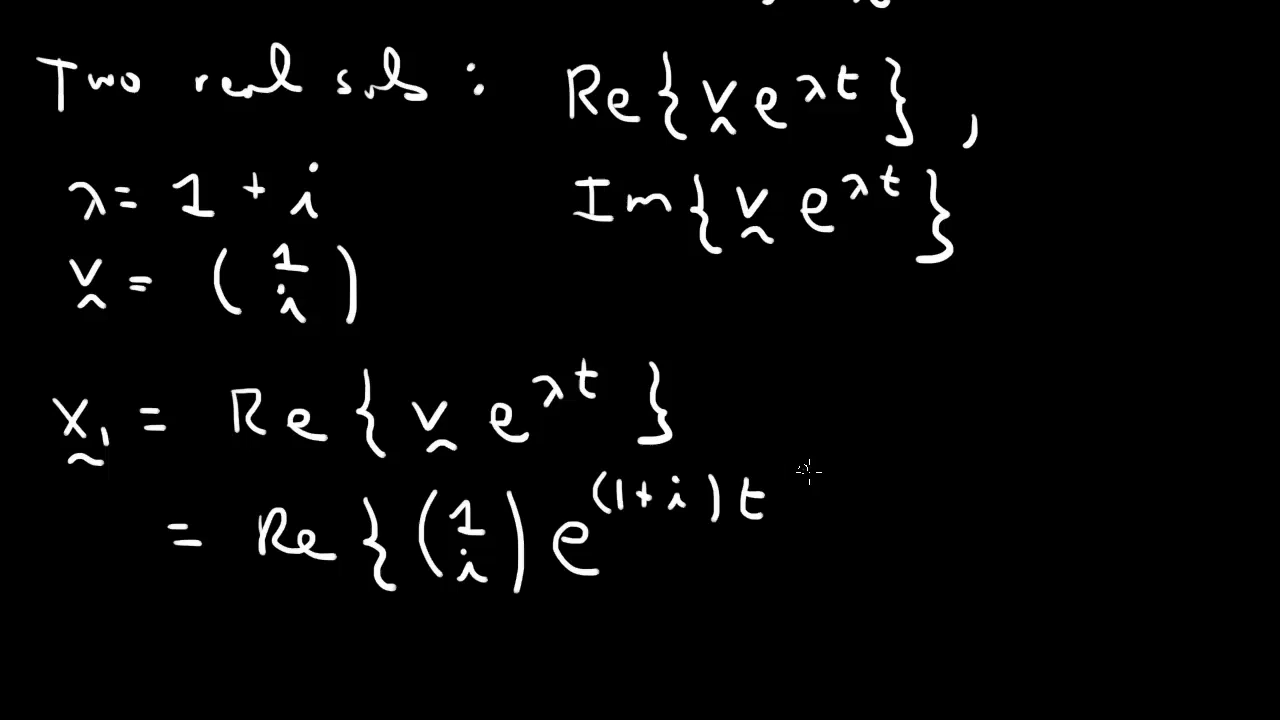 Two real sols : Re{v e^{λt}} ,
λ = 1 + i Im{v e^{λt}}
v = (1 i)
x₁ = Re{v e^{λt}}
= Re{(1 i) e^{(1+i)t}